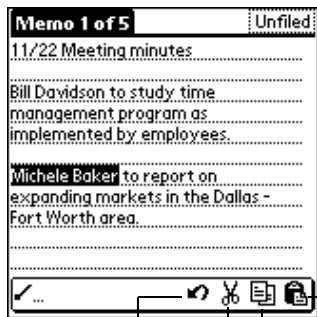 Memo 1 of 5
Unfiled
11/22 Meeting minutes
Bill Davidson to study time
management program as
implemented by employees.
Michele Baker to report on
expanding markets in the Dallas -
Fort Worth area.
...